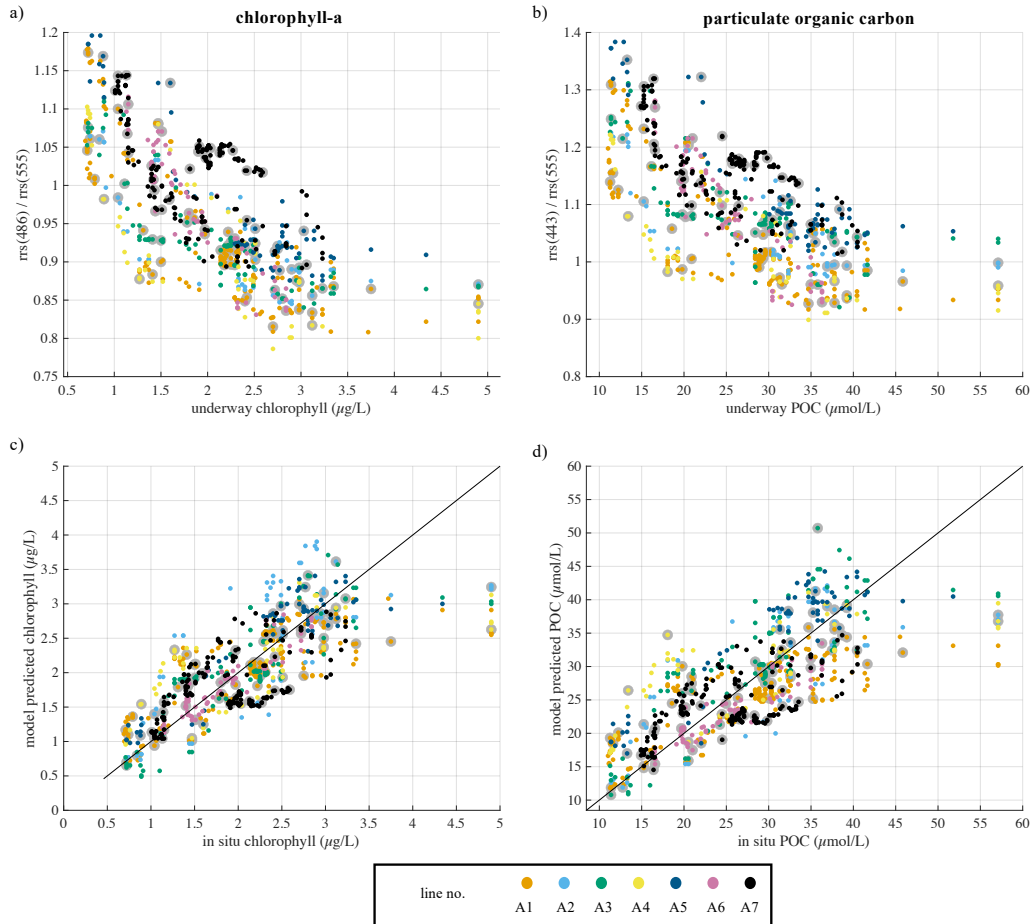 a) chlorophyll-a
b) particulate organic carbon
1.2
1.15
1.1
1.05
1
0.95
0.9
0.85
0.8
0.75
rrs(486) / rrs(555)
0.5 1 1.5 2 2.5 3 3.5 4 4.5 5
underway chlorophyll (μg/L)
1.4
1.3
1.2
1.1
1
0.9
0.8
rrs(443) / rrs(555)
10 15 20 25 30 35 40 45 50 55 60
underway POC (μmol/L)
c)
5
4.5
4
3.5
3
2.5
2
1.5
1
0.5
0
model predicted chlorophyll (μg/L)
0 0.5 1 1.5 2 2.5 3 3.5 4 4.5 5
in situ chlorophyll (μg/L)
d)
60
55
50
45
40
35
30
25
20
15
10
model predicted POC (μmol/L)
10 15 20 25 30 35 40 45 50 55 60
in situ POC (μmol/L)
line no.
A1 A2 A3 A4 A5 A6 A7